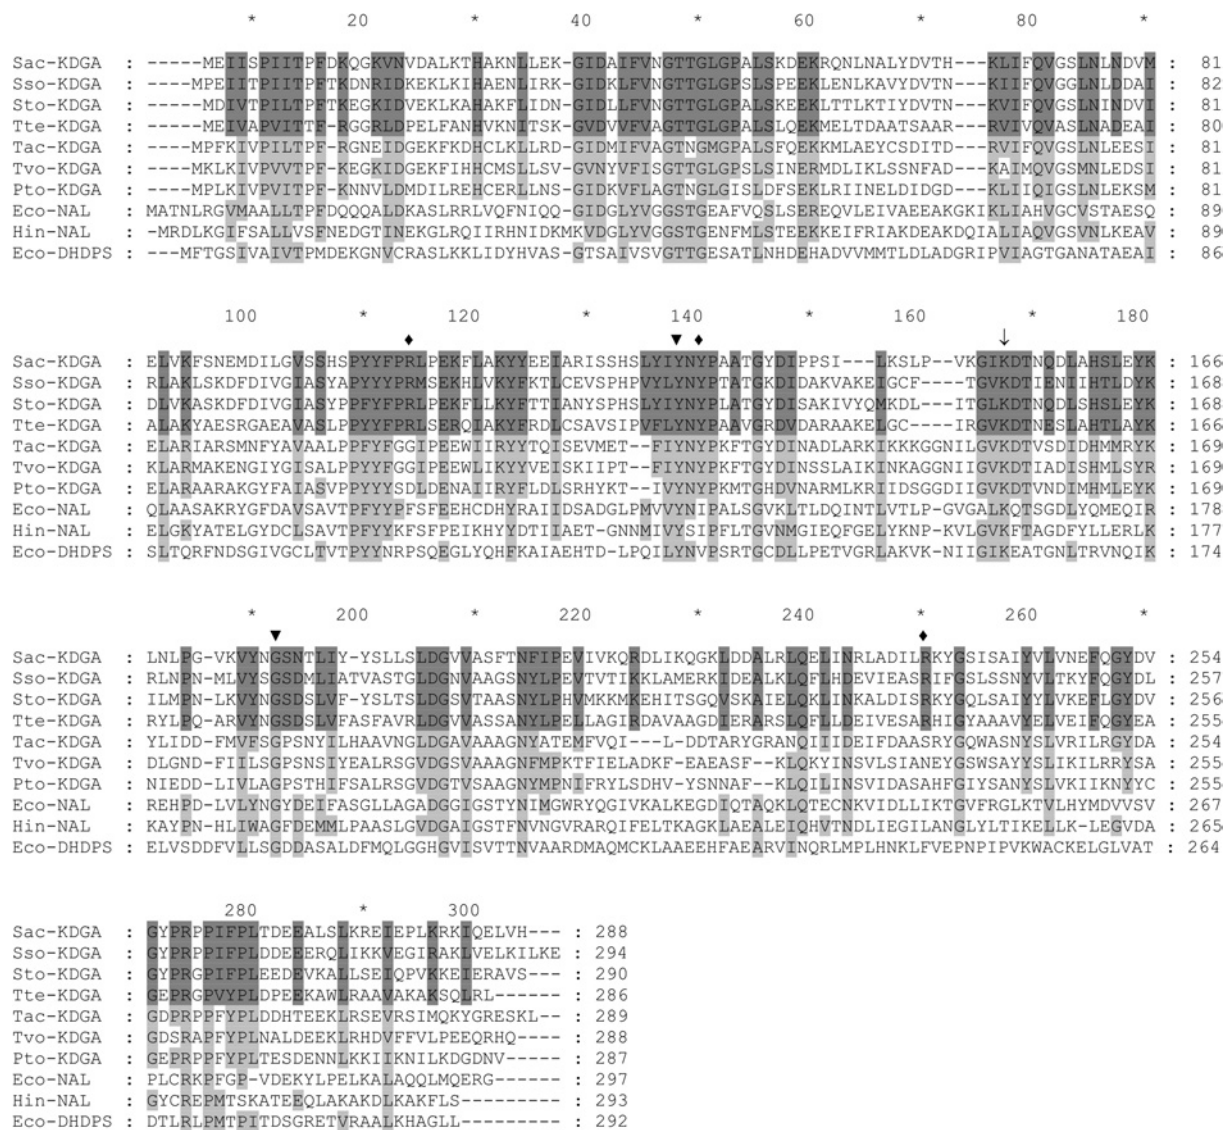 * 20 * 40 * 60 * 80 *
Sac-KDGA : -----MEIISPIITPFDKQGKVNVDALKTHAKNLLEK-GIDAIFVNGTTGLGPALSKDEKRQNLNALYDVTH---KLIFQVGSLNLNDVM : 81
Sso-KDGA : ----MPEIITPIITPFTKDNRIDKEKLKIHAENLIRK-GIDKLFVNGTTGLGPSLSPEEKLENLKAVYDVTN---KIIFQVGGLNLDDAI : 82
Sto-KDGA : -----MDIVTPILTPFTKEGKIDVEKLKAHAKFLIDN-GIDLLFVNGTTGLGPALSKEEKLTTLKTIYDVTN---KVIFQVGSLNINDVI : 81
Tte-KDGA : -----MEIVAPVITTF-RGGRLDPELFANHVKNITSK-GVDVVFVAGTTGLGPALSLQEKMELTDAATSAAR---RVIVQVASLNADEAI : 80
Tac-KDGA : ----MPFKIVPILTPF-RGNEIDGEKFKDHCLKLLRD-GIDMIFVAGTNGMGPALSFQEKKMLAEYCSDITD---RVIFQVGSLNLEESI : 81
Tvo-KDGA : ----MKLKIVPVVTPF-KEGKIDGEKFIHHCMSLLSV-GVNYVFISGTTGLGPSLSINERMDLIKLSSNFAD---KAIMQVGSMNLEDSI : 81
Pto-KDGA : ----MPLKIVPVITPF-KNNVLDMDILREHCERLLNS-GIDKVFLAGTNGLGISLDFSEKLRIINELDIDGD---KLIIQIGSLNLEKSM : 81
Eco-NAL : MATNLRGVMAALLTPFDQQQALDKASLRRLVQFNIQQ-GIDGLYVGGSTGEAFVQSLSEREQVLEIVAEEAKGKIKLIAHVGCVSTAESQ : 89
Hin-NAL : -MRDLKGIFSALLVSFNEDGTINEKGLRQIIRHNIDKMKVDGLYVGGSTGENFMLSTEEKKEIFRIAKDEAKDQIALIAQVGSVNLKEAV : 89
Eco-DHDPS : ---MFTGSIVAIVTPMDEKGNVCRASLKKLIDYHVAS-GTSAIVSVGTTGESATLNHDEHADVVMMTLDLADGRIPVIAGTGANATAEAI : 86
100 * 120 * 140 * 160 * 180
♦ ▼ ♦ ↓
Sac-KDGA : ELVKFSNEMDILGVSSHSPYYFPRLPEKFLAKYYEEIARISSHSLYIYNYPAATGYDIPPSI---LKSLP--VKGIKDTNQDLAHSLEYK : 166
Sso-KDGA : RLAKLSKDFDIVGIASYAPYYYPRMSEKHLVKYFKTLCEVSPHPVYLYNYPTATGKDIDAKVAKEIGCF----TGVKDTIENIIHTLDYK : 168
Sto-KDGA : DLVKASKDFDIVGIASYPPYYFPRLPEKFLLKYFTTIANYSPHSLYIYNYPLATGYDISAKIVYQMKDL----ITGLKDTNQDLSHSLEYK : 168
Tte-KDGA : ALAKYAESRGAEAVASLPPYYFPRLSERQIAKYFRDLCSAVSIPVFLYNYPAAVGRDVDARAAKELGC----IRGVKDTNESLAHTLAYK : 166
Tac-KDGA : ELARIARSMNFYAVAALPPFYFGGIPEEWIIRYYTQISEVMET--FIYNYPKFTGYDINADLARKIKKKGGNILGVKDTVSDIDHMMRYK : 169
Tvo-KDGA : KLARMAKENGIYGISALPPYYFGGIPEEWLIKYYVEISKIIPT--FIYNYPKFTGYDINSSLAIKINKAGGNIIGVKDTIADISHMLSYR : 169
Pto-KDGA : ELARAARAKGYFAIASVPPYYYSDLDENAIIRYFLDLSRHYKT---IVYNYPKMTGHDVNARMLKRIIDSGGDIIGVKDTVNDIMHMLEYK : 169
Eco-NAL : QLAASAKRYGFDAVSAVTPFYYPFSFEEHCDHYRAIIDSADGLPMVVYNIPALSGVKLTLDQINTLVTLP-GVGALKQTSGDLYQMEQIR : 178
Hin-NAL : ELGKYATELGYDCLSAVTPFYYKFSFPEIKHYYDTIIAET-GNNMIVYSIPFLTGVNMGIEQFGELYKNP-KVLGVKFTAGDFYLLERLK : 177
Eco-DHDPS : SLTQRFNDSGIVGCLTVTPYYNRPSQEGLYQHFKAIAEHTD-LPQILYNVPSRTGCDLLPETVGRLAKVK-NIIGIKEATGNLTRVNQIK : 174
* 200 * 220 * 240 * 260 *
▼ ♦
Sac-KDGA : LNLPG-VKVYNGSNTLIY-YSLLSLDGVVASFTNFIPEVIVKQRDLIKQGKLDDALRLQELINRLADILRKYGSISAIYVLVNEFQGYDV : 254
Sso-KDGA : RLNPN-MLVYSGSDMLIATVASTGLDGNVAAGSNYLPEVTVTIKKLAMERKIDEALKLQFLHDEVIEASRIFGSLSSNYVLTKYFQGYDL : 257
Sto-KDGA : ILMPN-LKVYNGSNTLVF-YSLTSLDGSVTAASNYLPHVMKKMKEHITSGQVSKAIELQKLINKALDISRKYGQLSAIYYLVKEFLGYDV : 256
Tte-KDGA : RYLPQ-ARVYNGSDSLVFASFAVRLDGVVASSANYLPELLAGIRDAVAAGDIERARSLQFLLDEIVESARHIGYAAAVYELVEIFQGYEA : 255
Tac-KDGA : YLIDD-FMVFSGPSNYILHAAVNGLDGAVAAAGNYATEMFVQI---L-DDTARYGRANQIIIDEIFDAASRYGQWASNYSLVRILRGYDA : 254
Tvo-KDGA : DLGND-FIILSGPSNSIYEALRSGVDGVVAAAGNFMPKTFIELADKF-EAEASF--KLQKYINSVLSIANEYGSWSAYYSLIKILRRYSA : 255
Pto-KDGA : NIEDD-LIVLAGPSTHIFSALRSGVDGTVSAAGNYMPNIFRYLSDHV-YSNNAF--KLQKIINSVIDASAHFGIYSANYSLVKIIKNYYC : 255
Eco-NAL : REHPD-LVLYNGYDEIFASGLLAGADGGIGSTYNIMGWRYQGIVKALKEGDIQTAQKLQTECNKVIDLLIKTGVFRGLKTVLHYMDVVSV : 267
Hin-NAL : KAYPN-HLIWAGFDEMMLPAASLGVDGAIGSTFNVNGVRARQIFELTKAGKLAEALEIQHVTNDLIEGILANGLYLTIKELLK-LEGVDA : 265
Eco-DHDPS : ELVSDDFVLLSGDDASALDFMQLGGHGVISVTTNVAARDMAQMCKLAAEEHFAEARVINQRLMPLHNKLFVEPNPIPVKWACKELGLVAT : 264
280 * 300
Sac-KDGA : GYPRPPIFPLTDEEALSLKREIEPLKRKIQELVH--- : 288
Sso-KDGA : GYPRPPIFPLDDEEERQLIKKVEGIRAKLVELKILKE : 294
Sto-KDGA : GYPRGPIFPLEEDEVKALLSEIQPVKKEIERAVS--- : 290
Tte-KDGA : GEPRGPVYPLDPEEKAWLRAAVAKAKSQLRL------ : 286
Tac-KDGA : GDPRPPFYPLDDHTEEKLRSEVRSIMQKYGRESKL-- : 289
Tvo-KDGA : GDSRAPFYPLNALDEEKLRHDVFFVLPEEQRHQ---- : 288
Pto-KDGA : GEPRPPFYPLTESDENNLKKIIKNILKDGDNV----- : 287
Eco-NAL : PLCRKPFGP-VDEKYLPELKALAQQLMQERG------ : 297
Hin-NAL : GYCREPMTSKATEEQLAKAKDLKAKFLS--------- : 293
Eco-DHDPS : DTLRLPMTPITDSGRETVRAALKHAGLL--------- : 292